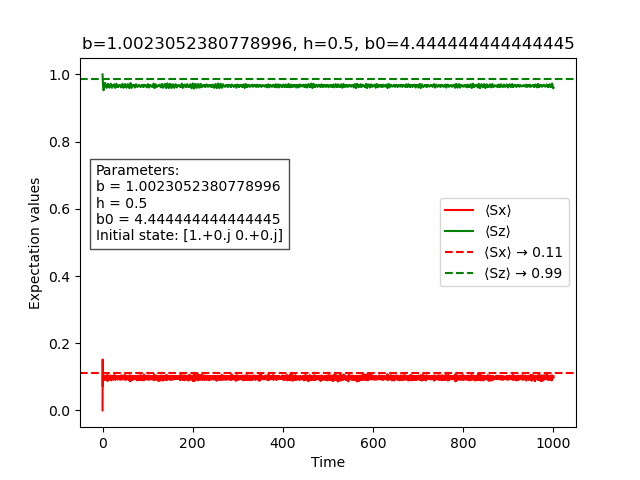 b=1.0023052380778996, h=0.5, b0=4.444444444444445
1.0
0.8
0.6
0.4
0.2
0.0
Expectation values
Parameters:
b = 1.0023052380778996
h = 0.5
b0 = 4.444444444444445
Initial state: [1.+0.j 0.+0.j]
⟨Sx⟩
⟨Sz⟩
⟨Sx⟩ → 0.11
⟨Sz⟩ → 0.99
0 200 400 600 800 1000
Time